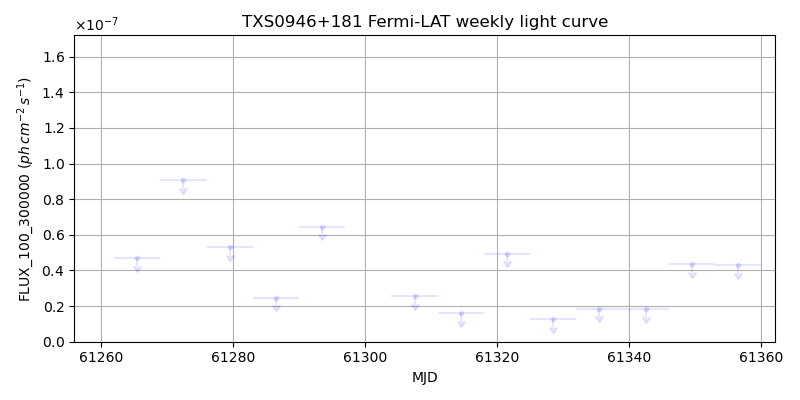 TXS0946+181 Fermi-LAT weekly light curve
×10⁻⁷
FLUX_100_300000 (ph cm⁻² s⁻¹)
1.6
1.4
1.2
1.0
0.8
0.6
0.4
0.2
0.0
61260 61280 61300 61320 61340 61360
MJD